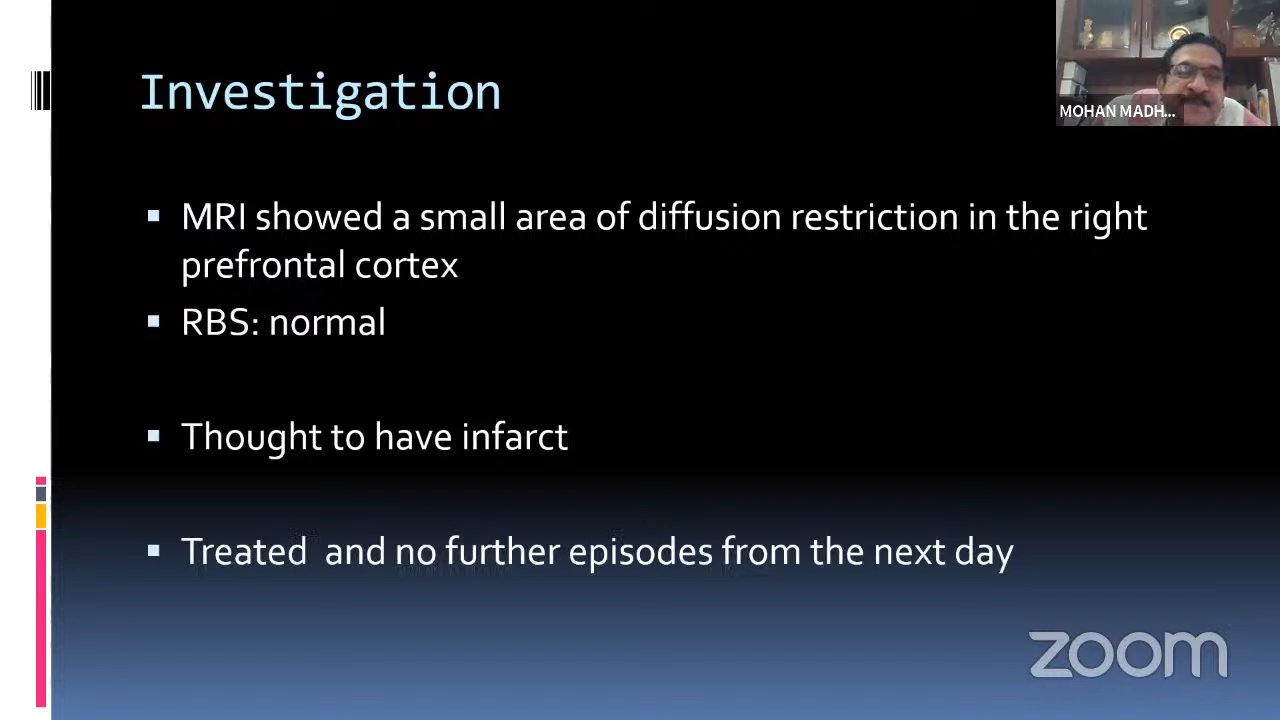 Investigation
MOHAN MADH...
MRI showed a small area of diffusion restriction in the right
prefrontal cortex
RBS: normal
Thought to have infarct
Treated and no further episodes from the next day
zoom